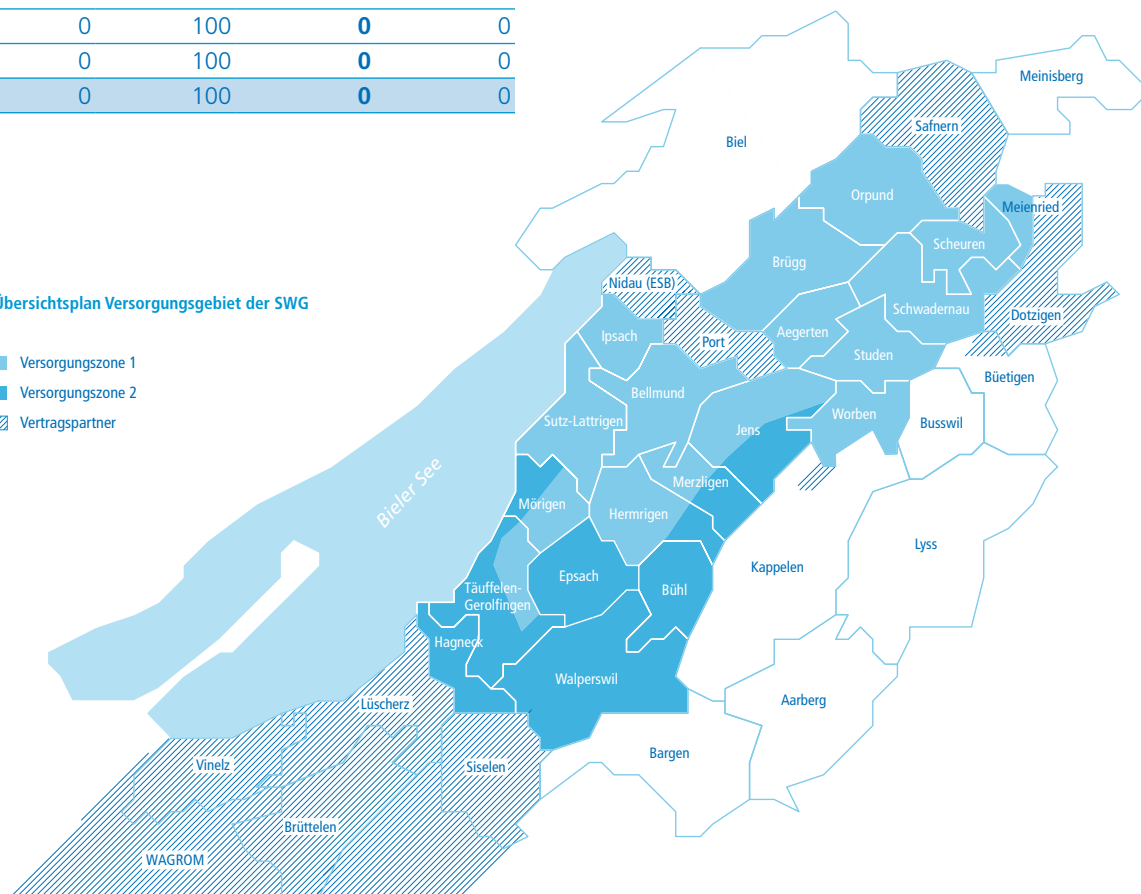 0 100 0 0
0 100 0 0
0 100 0 0
Übersichtsplan Versorgungsgebiet der SWG
Versorgungszone 1
Versorgungszone 2
Vertragspartner
Meinisberg
Safnern
Biel
Orpund
Meienried
Scheuren
Brügg
Nidau (ESB)
Schwadernau
Dotzigen
Aegerten
Ipsach
Port
Studen
Büetigen
Bellmund
Worben
Sutz-Lattrigen
Busswil
Jens
Merzligen
Bieler See
Mörigen
Hermrigen
Lyss
Kappelen
Epsach
Täuffelen-
Gerolfingen
Bühl
Hagneck
Walperswil
Aarberg
Lüscherz
Bargen
Vinelz
Siselen
Brüttelen
WAGROM